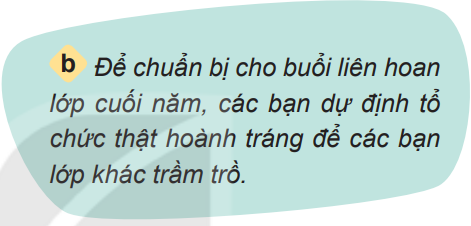 b Để chuẩn bị cho buổi liên hoan
lớp cuối năm, các bạn dự định tổ
chức thật hoành tráng để các bạn
lớp khác trầm trồ.